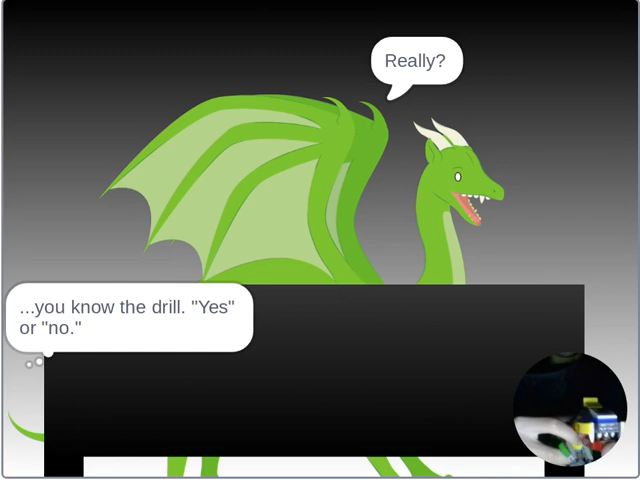 Really?
...you know the drill. "Yes"
or "no."